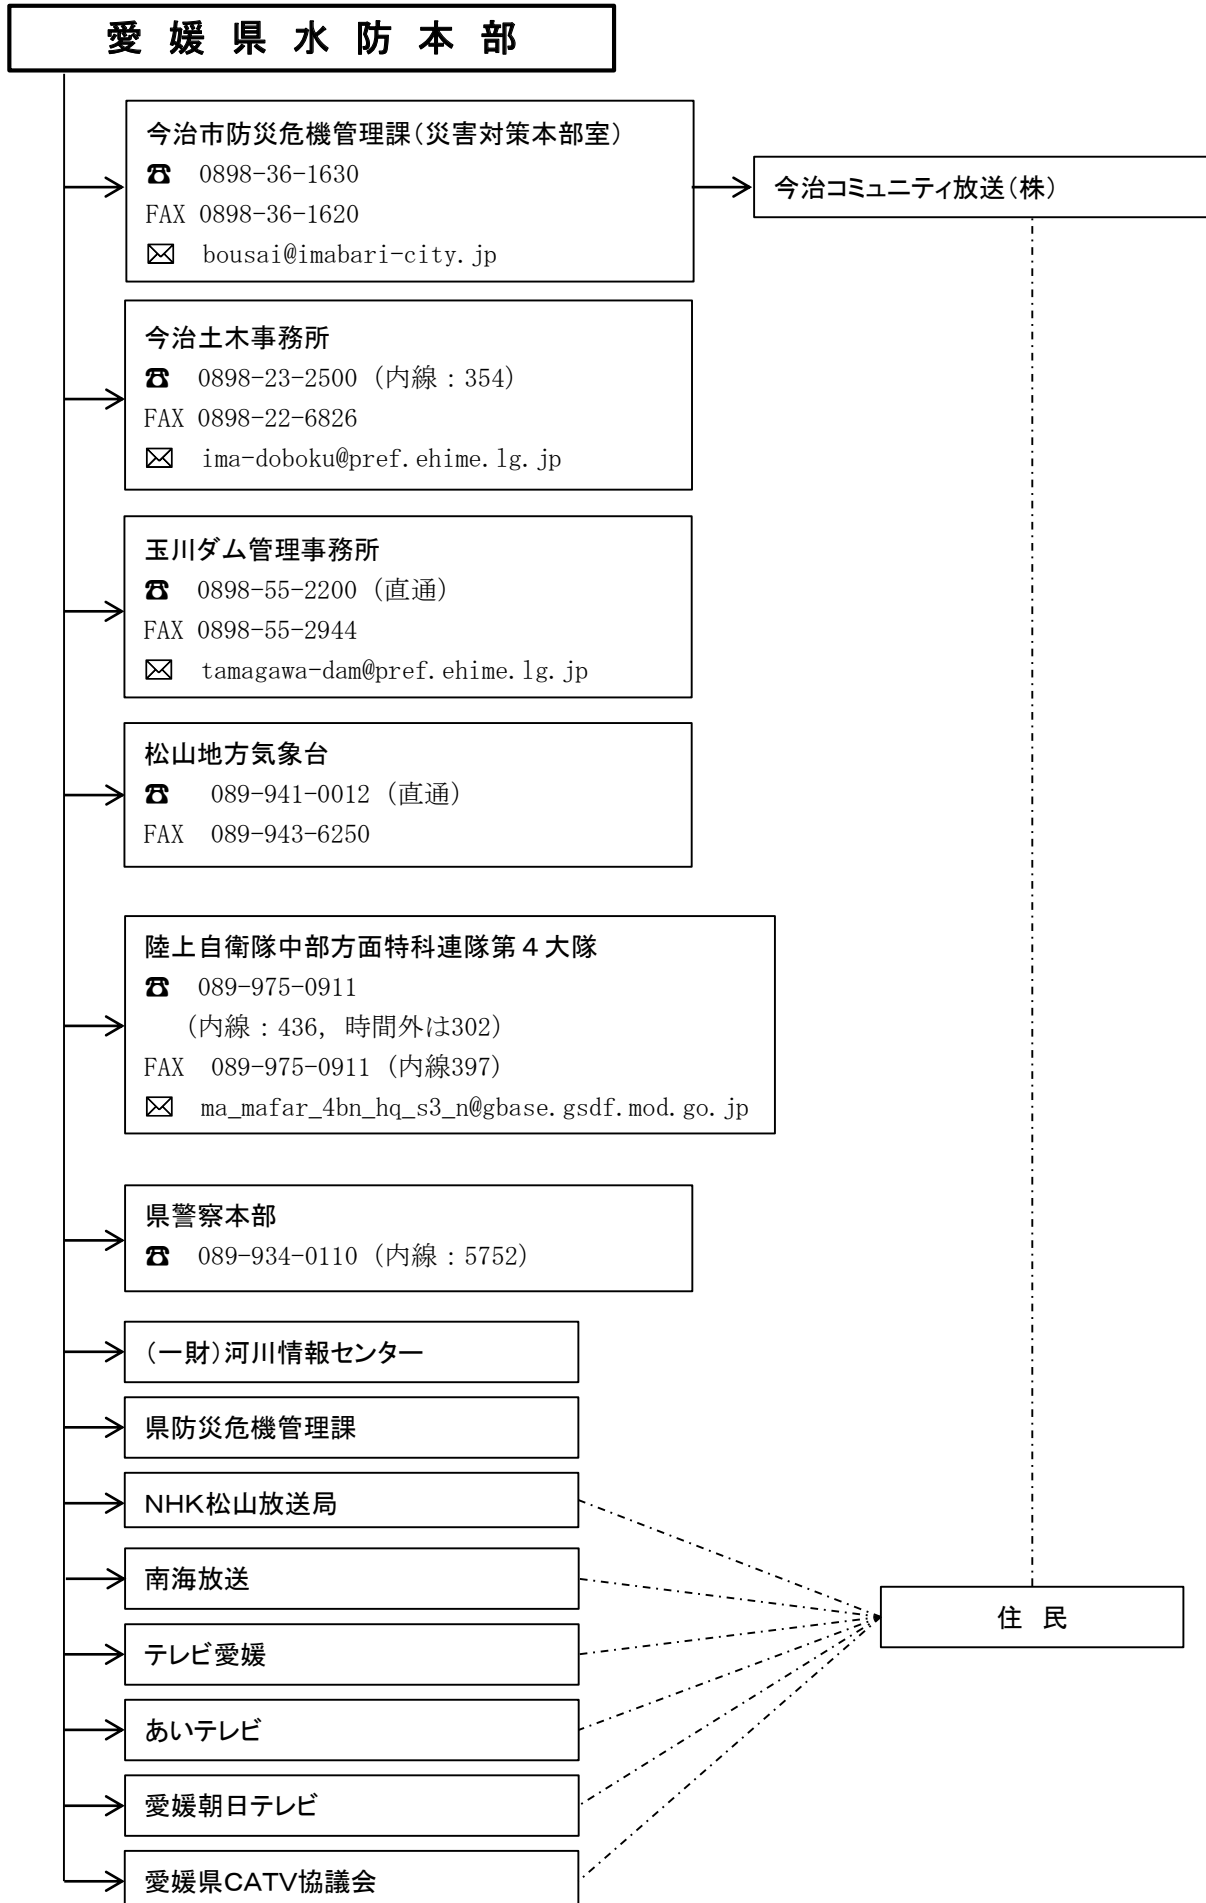 愛媛県水防本部
今治市防災危機管理課（災害対策本部室）
☎ 0898-36-1630
FAX 0898-36-1620
✉ bousai@imabari-city.jp
今治コミュニティ放送（株）
今治土木事務所
☎ 0898-23-2500（内線：354）
FAX 0898-22-6826
✉ ima-doboku@pref.ehime.lg.jp
玉川ダム管理事務所
☎ 0898-55-2200（直通）
FAX 0898-55-2944
✉ tamagawa-dam@pref.ehime.lg.jp
松山地方気象台
☎ 089-941-0012（直通）
FAX 089-943-6250
陸上自衛隊中部方面特科連隊第４大隊
☎ 089-975-0911
（内線：436，時間外は302）
FAX 089-975-0911（内線397）
✉ ma_mafar_4bn_hq_s3_n@gbase.gsdf.mod.go.jp
県警察本部
☎ 089-934-0110（内線：5752）
（一財）河川情報センター
県防災危機管理課
NHK松山放送局
南海放送
テレビ愛媛
あいテレビ
愛媛朝日テレビ
愛媛県CATV協議会
住 民